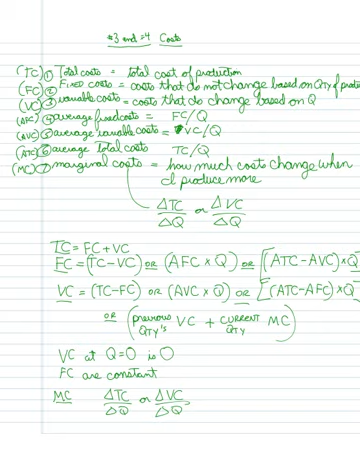 #3 and #4 Costs
(TC) ① Total costs = total cost of production
(FC) ② Fixed costs = costs that do not change based on QTY of
(VC) ③ variable costs = costs that do change based on Q
(AFC) ④ average fixed costs = FC/Q
(AVC) ⑤ average variable costs = VC/Q
(ATC) ⑥ average total costs TC/Q
(MC) ⑦ marginal costs = how much costs change when
I produce more
ΔTC/ΔQ or ΔVC/ΔQ
TC = FC + VC
FC = (TC-VC) OR (AFC x Q) OR [(ATC-AVC) x Q
VC = (TC-FC) OR (AVC x Q) OR [(ATC-AFC) x Q
OR (previous QTY's VC + CURRENT QTY MC)
VC at Q=0 is 0
FC are constant
MC ΔTC/ΔQ or ΔVC/ΔQ